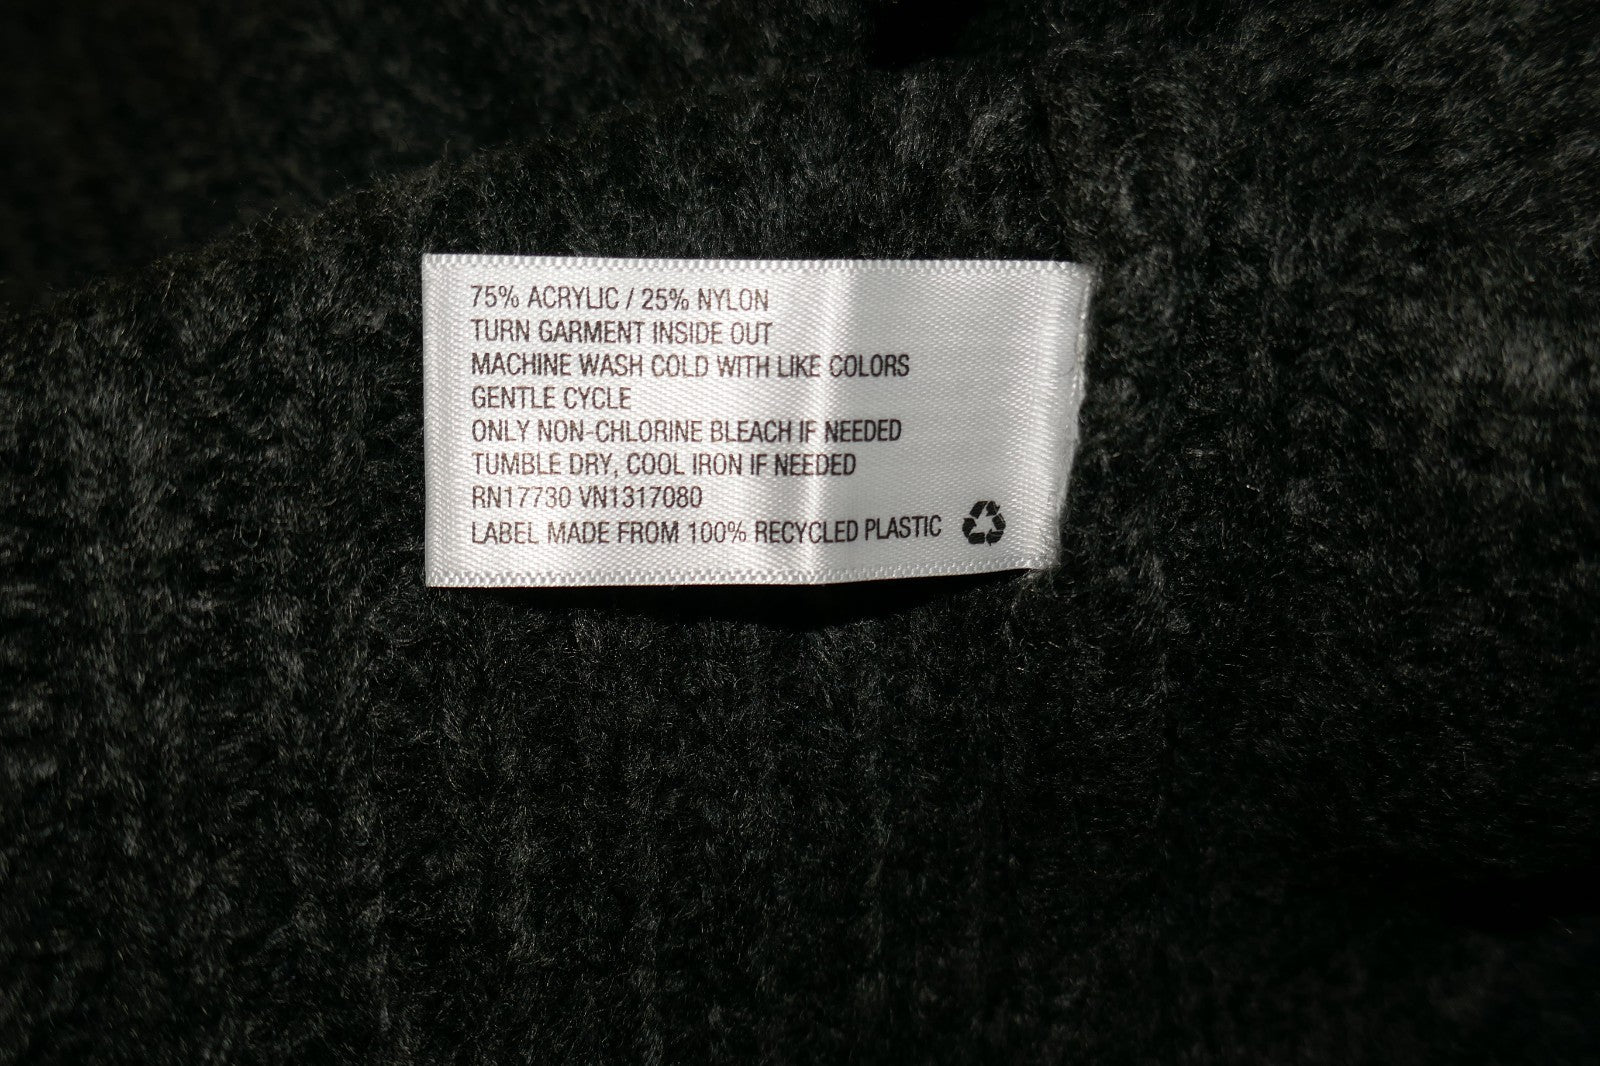 75% ACRYLIC / 25% NYLON
TURN GARMENT INSIDE OUT
MACHINE WASH COLD WITH LIKE COLORS
GENTLE CYCLE
ONLY NON-CHLORINE BLEACH IF NEEDED
TUMBLE DRY, COOL IRON IF NEEDED
RN17730 VN1317080
LABEL MADE FROM 100% RECYCLED PLASTIC